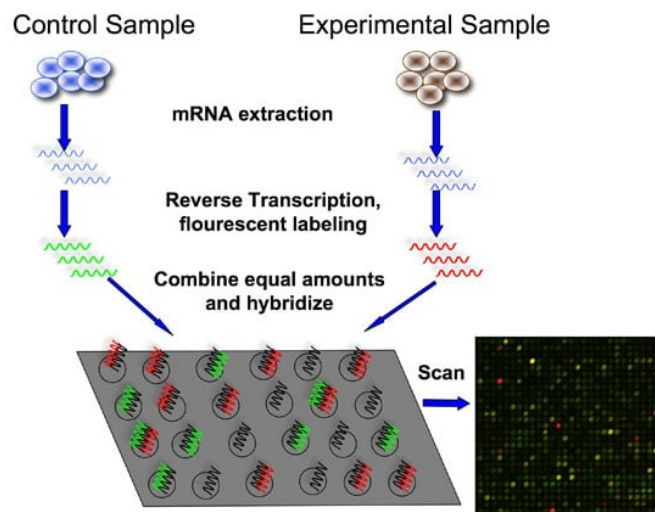 Control Sample
Experimental Sample
mRNA extraction
Reverse Transcription,
flourescent labeling
Combine equal amounts
and hybridize
Scan